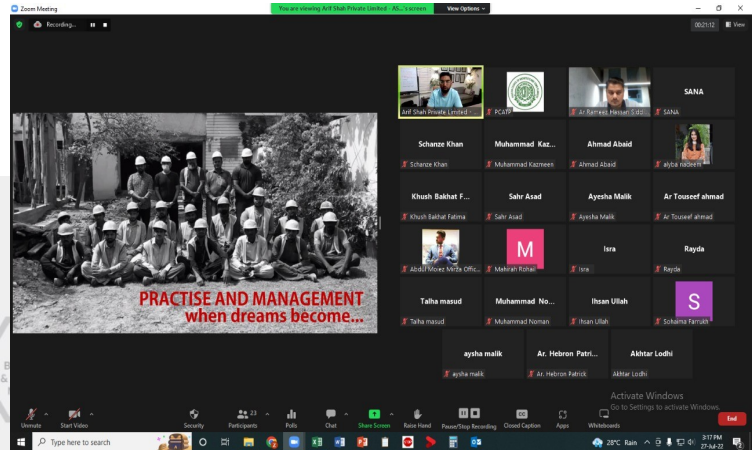 Zoom Meeting
You are viewing Arif Shah Private Limited - AS...'s screen
View Options
Recording...
00:21:12
View
PRACTISE AND MANAGEMENT
when dreams become...
Arif Shah Private Limited - ...
PCATP
Ar.Rameez Hassan Sidd...
SANA
SANA
Schanze Khan
Muhammad Kaz...
Ahmad Abaid
Schanze Khan
Muhammad Kazmeen
Ahmad Abaid
alyba nadeem
Khush Bakhat F...
Sahr Asad
Ayesha Malik
Ar Touseef ahmad
Khush Bakhat Fatima
Sahr Asad
Ayesha Malik
Ar Touseef ahmad
M
Isra
Rayda
Abdul Moiez Mirza Offic...
Mahirah Rohail
Isra
Rayda
Talha masud
Muhammad No...
Ihsan Ullah
S
Talha masud
Muhammad Noman
Ihsan Ullah
Sohaima Farrukh
aysha malik
Ar. Hebron Patri...
Akhtar Lodhi
aysha malik
Ar. Hebron Patrick
Akhtar Lodhi
Activate Windows
Go to Settings to activate Windows.
23
CC
Unmute
Start Video
Security
Participants
Polls
Chat
Share Screen
Raise Hand
Pause/Stop Recording
Closed Caption
Apps
Whiteboards
End
Type here to search
28°C Rain
3:17 PM
27-Jul-22